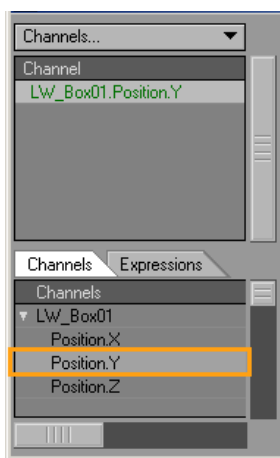 Channels...
Channel
LW_Box01.Position.Y
Channels Expressions
Channels
LW_Box01
Position.X
Position.Y
Position.Z